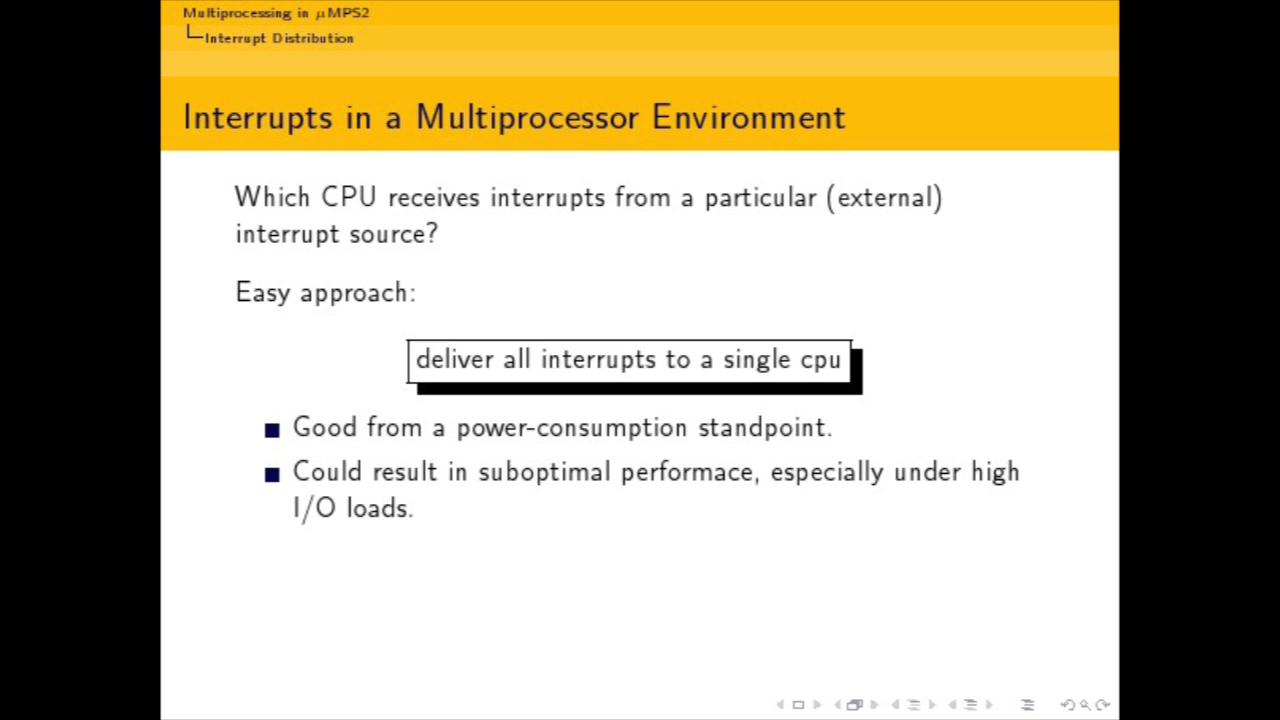 Multiprocessing in μMPS2
Interrupt Distribution
Interrupts in a Multiprocessor Environment
Which CPU receives interrupts from a particular (external)
interrupt source?
Easy approach:
deliver all interrupts to a single cpu
Good from a power-consumption standpoint.
Could result in suboptimal performace, especially under high
I/O loads.